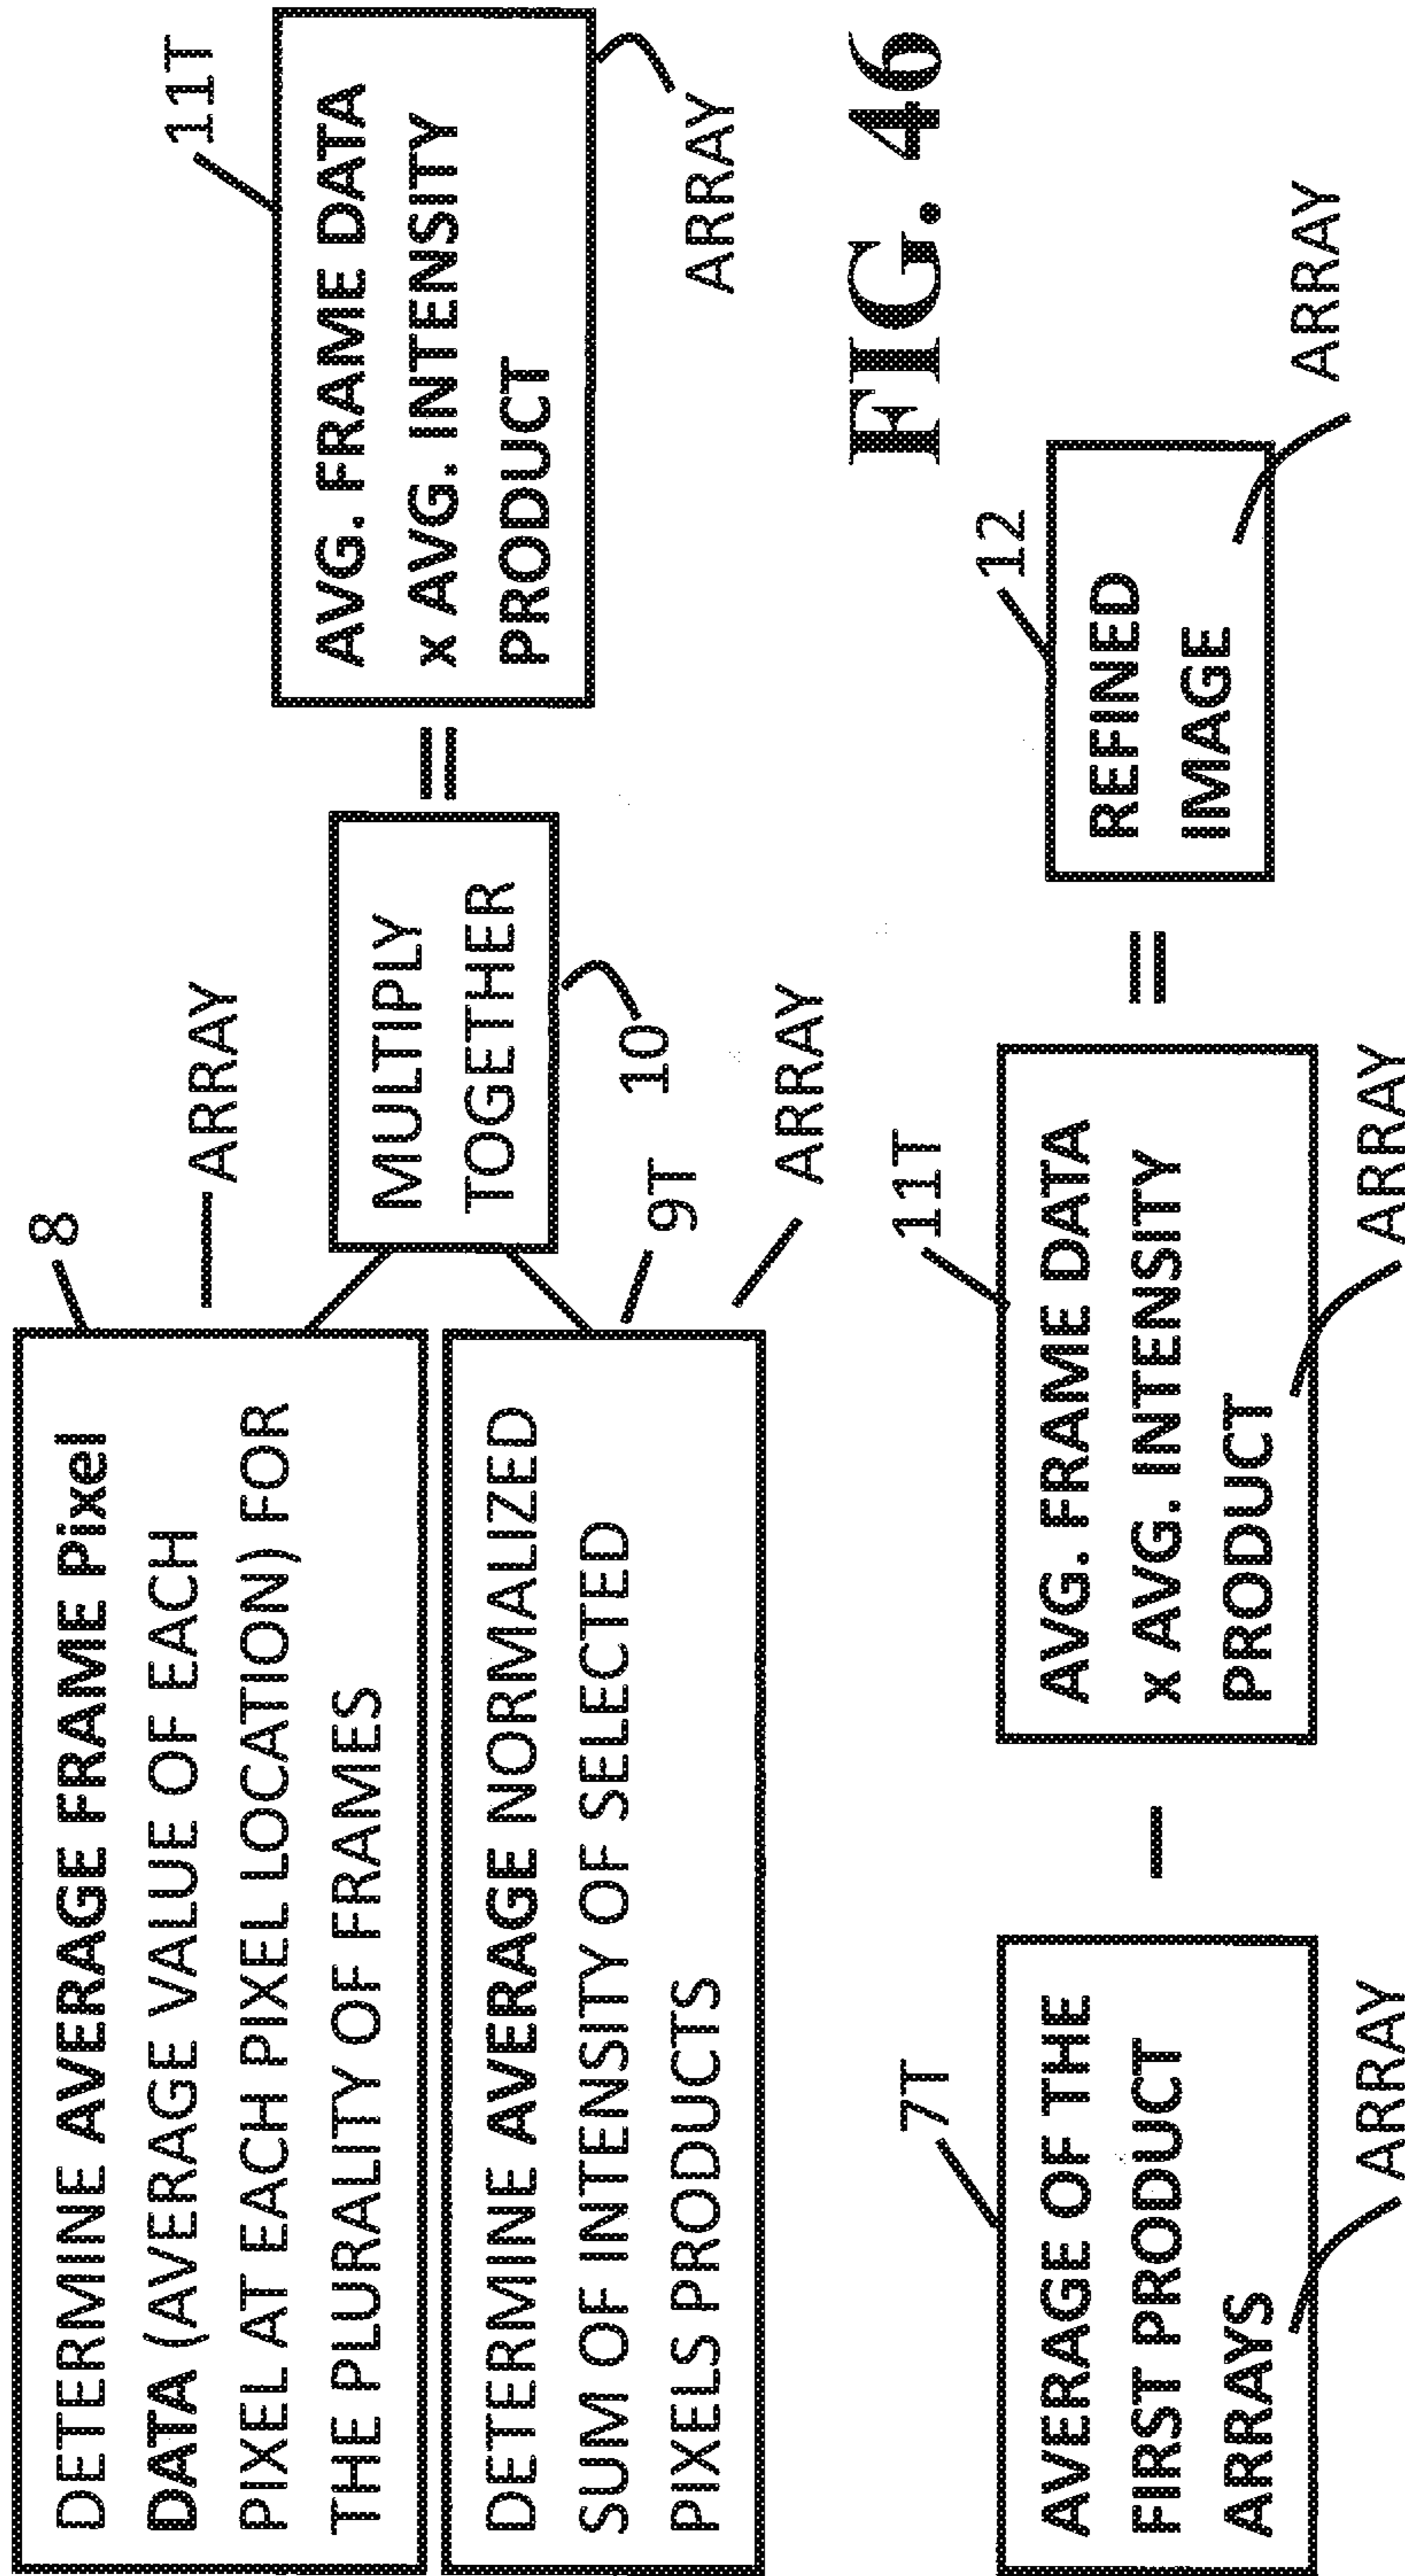 DETERMINE AVERAGE FRAME Pixel
DATA (AVERAGE VALUE OF EACH
PIXEL AT EACH PIXEL LOCATION) FOR
THE PLURALITY OF FRAMES
8
ARRAY
DETERMINE AVERAGE NORMALIZED
SUM OF INTENSITY OF SELECTED
PIXELS PRODUCTS
9T
ARRAY
MULTIPLY
TOGETHER
10
=
11T
AVG. FRAME DATA
x AVG. INTENSITY
PRODUCT
ARRAY
FIG. 46
7T
AVERAGE OF THE
FIRST PRODUCT
ARRAYS
ARRAY
–
11T
AVG. FRAME DATA
x AVG. INTENSITY
PRODUCT
ARRAY
=
12
REFINED
IMAGE
ARRAY